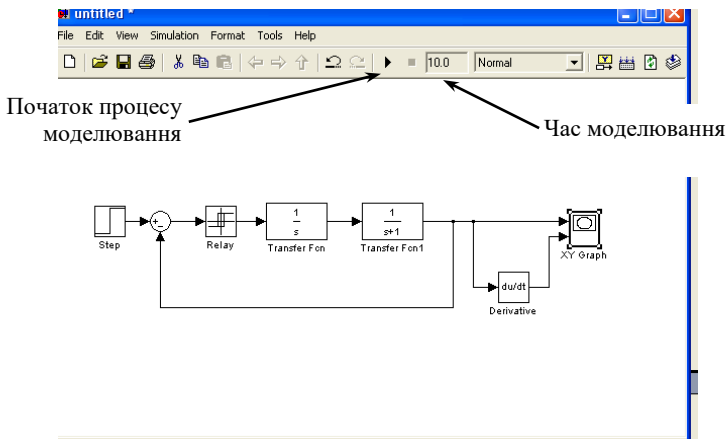 untitled *
File Edit View Simulation Format Tools Help
10.0 Normal
Початок процесу
моделювання
Час моделювання
Step
+
−
Relay
1
s
Transfer Fcn
1
s+1
Transfer Fcn1
XY Graph
du/dt
Derivative